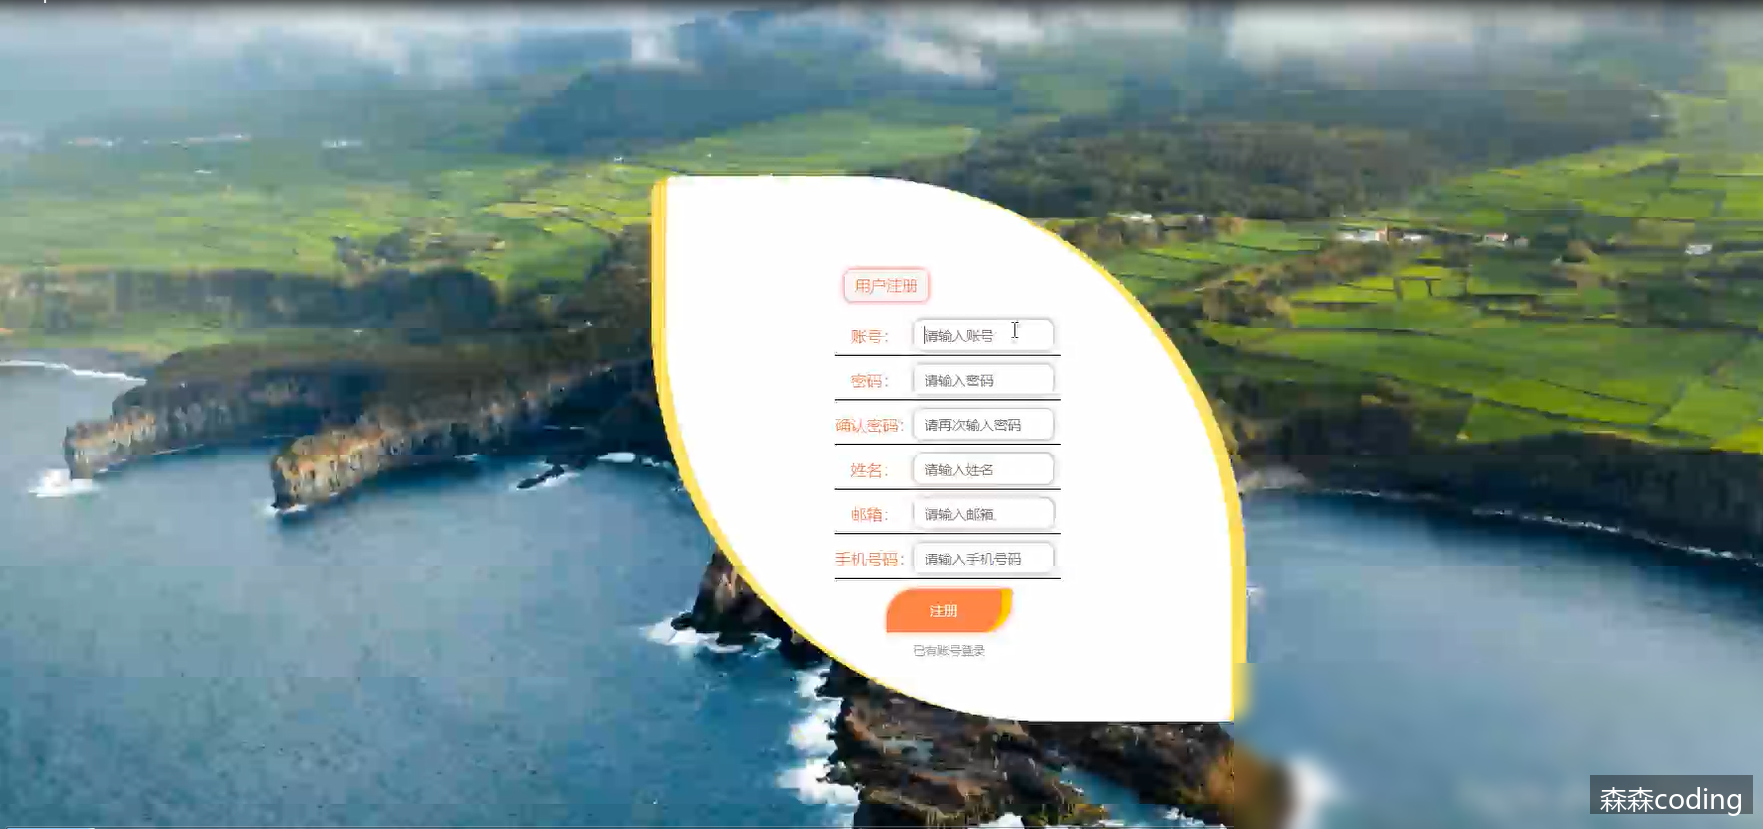 用户注册
账号： 请输入账号
密码： 请输入密码
确认密码： 请再次输入密码
姓名： 请输入姓名
邮箱： 请输入邮箱
手机号码： 请输入手机号码
注册
已有账号登录
森森coding